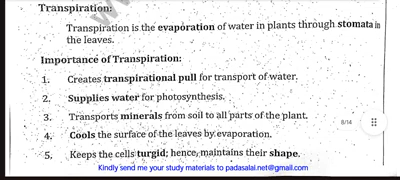 Transpiration:
Transpiration is the evaporation of water in plants through stomata in
the leaves.
Importance of Transpiration:
1. Creates transpirational pull for transport of water.
2. Supplies water for photosynthesis.
3. Transports minerals from soil to all parts of the plant.
8/14
4. Cools the surface of the leaves by evaporation.
5. Keeps the cells turgid; hence, maintains their shape.
Kindly send me your study materials to padasalai.net@gmail.com